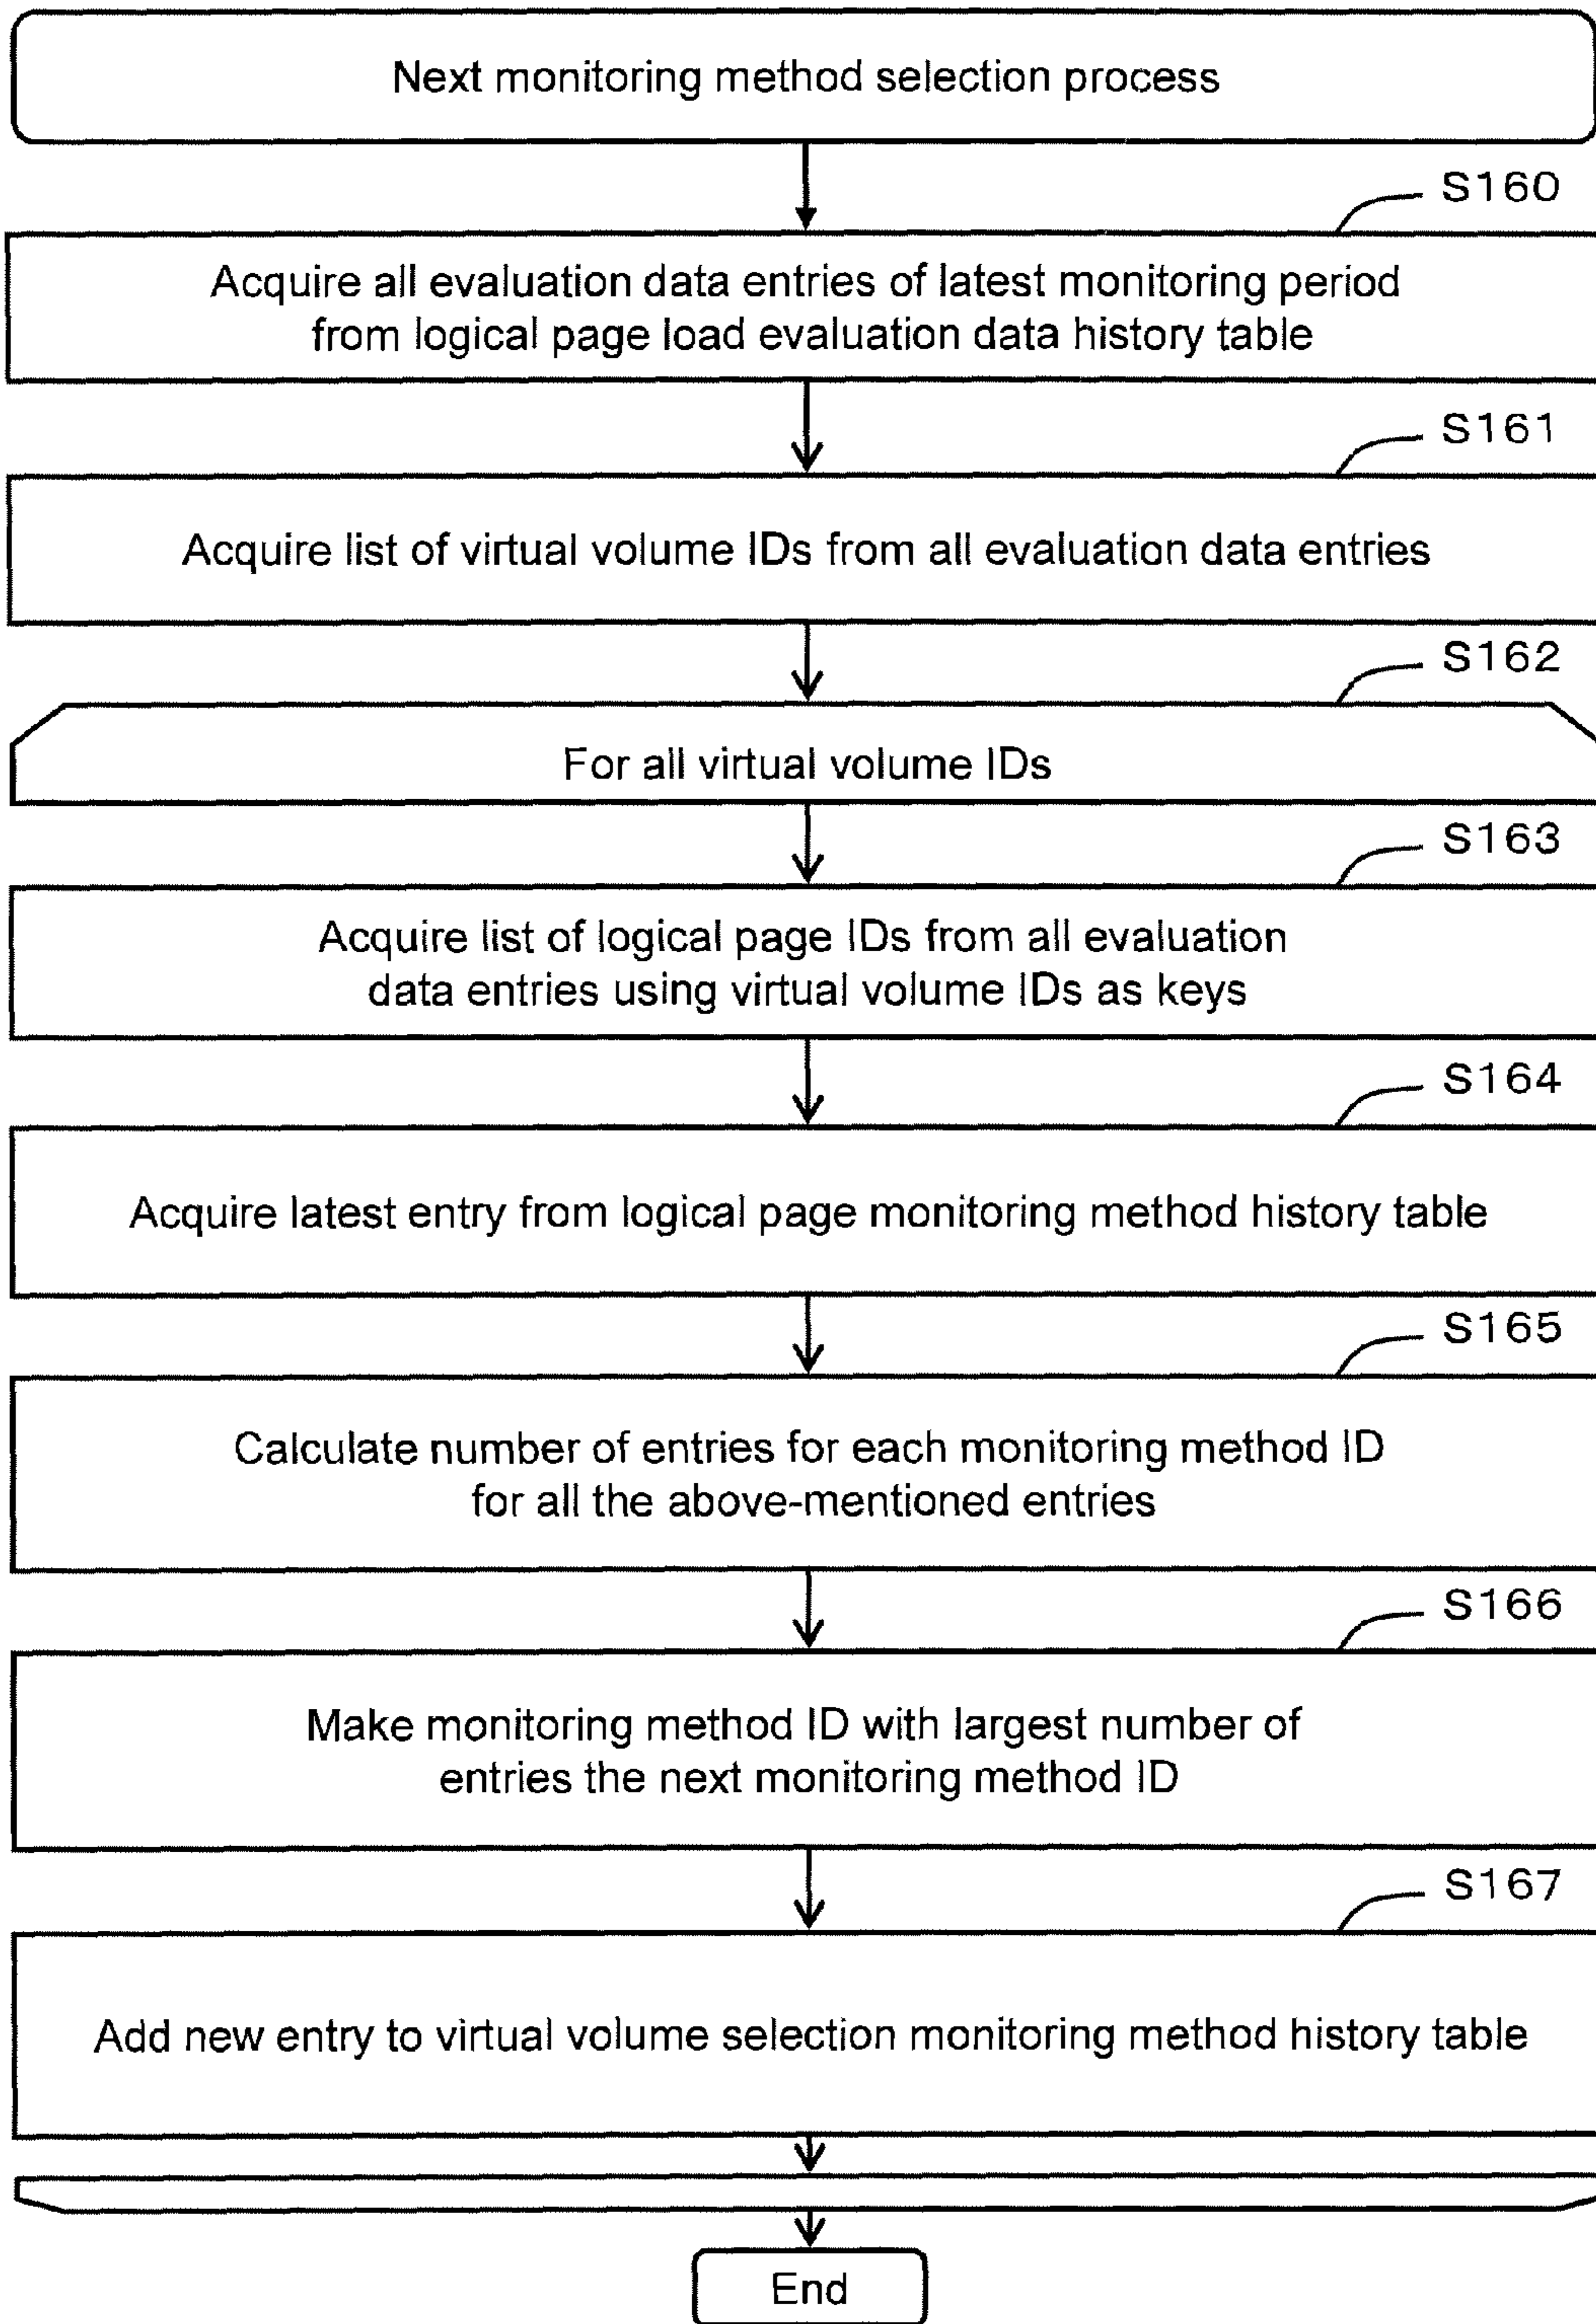 Next monitoring method selection process
S160
Acquire all evaluation data entries of latest monitoring period
from logical page load evaluation data history table
S161
Acquire list of virtual volume IDs from all evaluation data entries
S162
For all virtual volume IDs
S163
Acquire list of logical page IDs from all evaluation
data entries using virtual volume IDs as keys
S164
Acquire latest entry from logical page monitoring method history table
S165
Calculate number of entries for each monitoring method ID
for all the above-mentioned entries
S166
Make monitoring method ID with largest number of
entries the next monitoring method ID
S167
Add new entry to virtual volume selection monitoring method history table
End